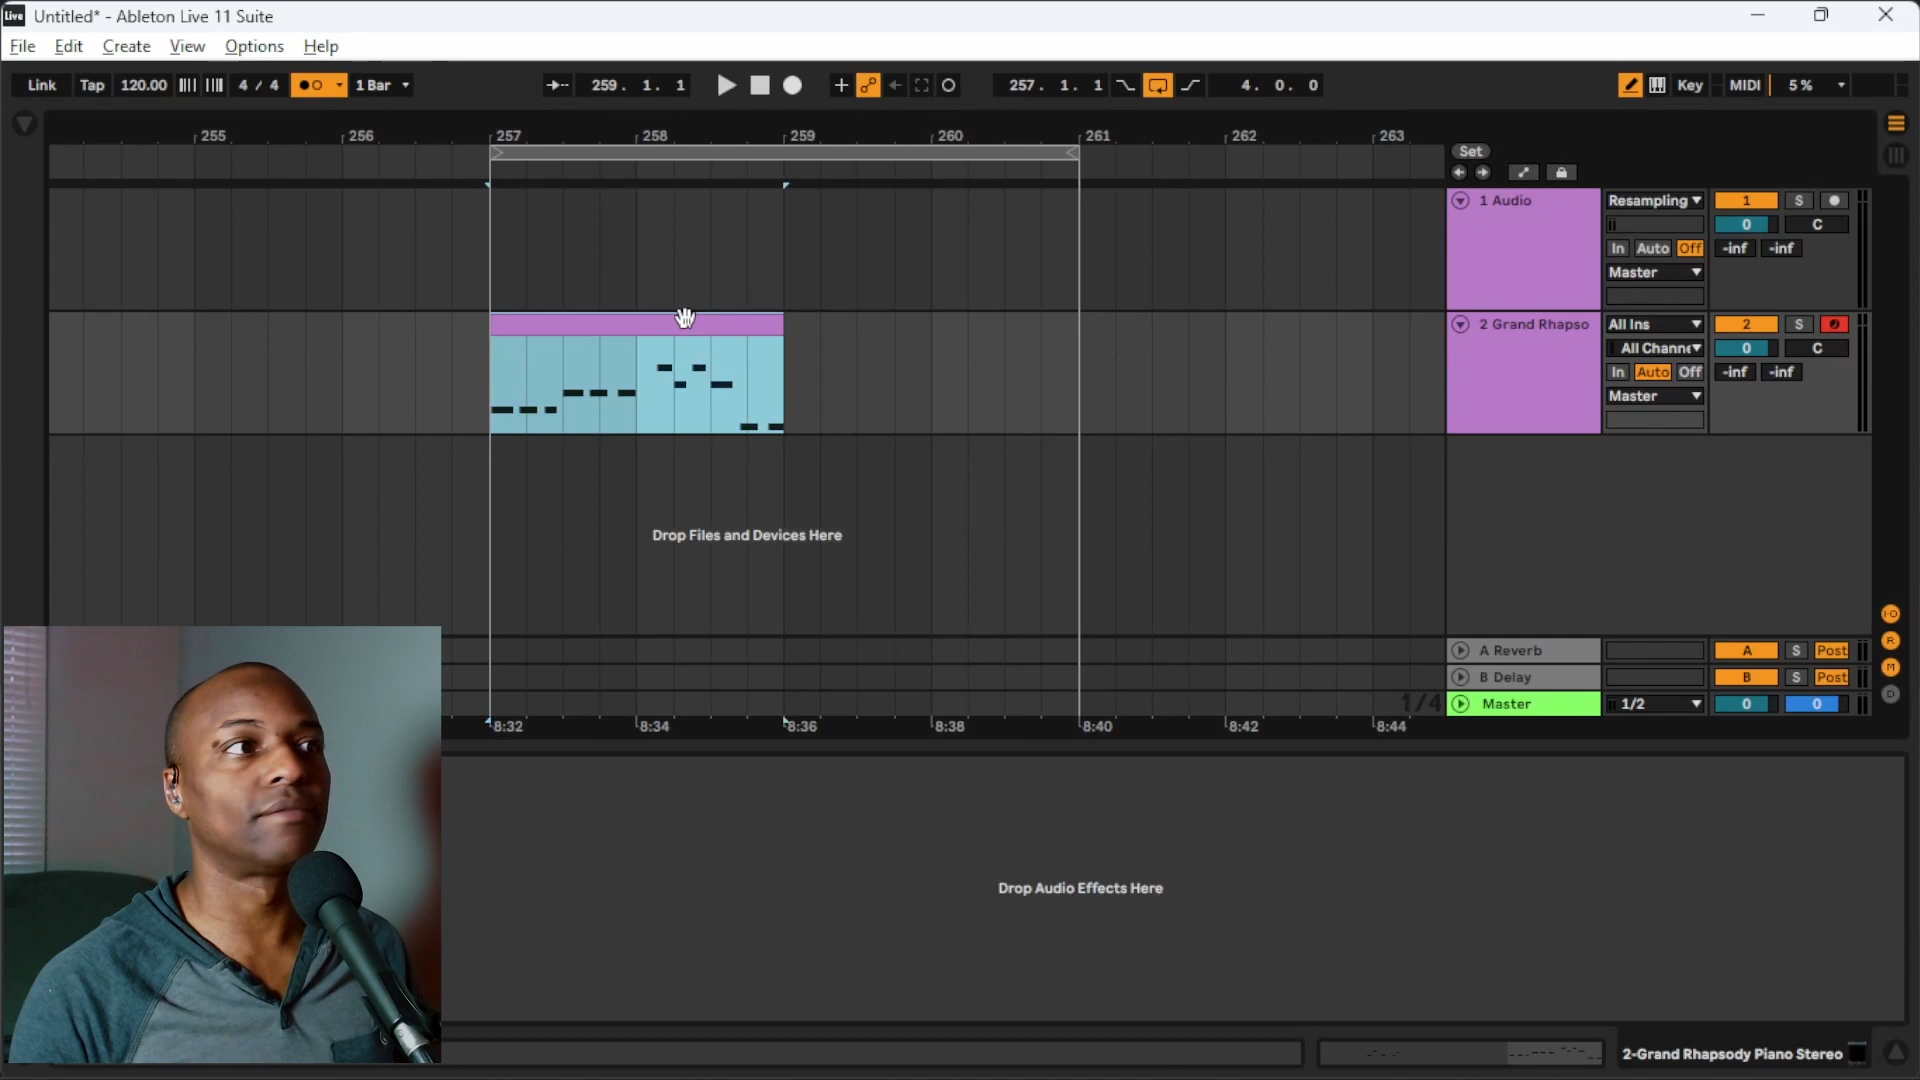 Live Untitled* - Ableton Live 11 Suite
File Edit Create View Options Help
Link Tap 120.00 4 / 4 1 Bar 259. 1. 1 257. 1. 1 4. 0. 0 Key MIDI 5 %
255 256 257 258 259 260 261 262 263
Set
1 Audio Resampling 1 S
0 C
In Auto Off -inf -inf
Master
2 Grand Rhapso All Ins 2 S
All Channe 0 C
In Auto Off -inf -inf
Master
Drop Files and Devices Here
A Reverb A S Post
B Delay B S Post
1/4 Master 1/2 0 0
8:32 8:34 8:36 8:38 8:40 8:42 8:44
I·O
R
M
D
Drop Audio Effects Here
2-Grand Rhapsody Piano Stereo